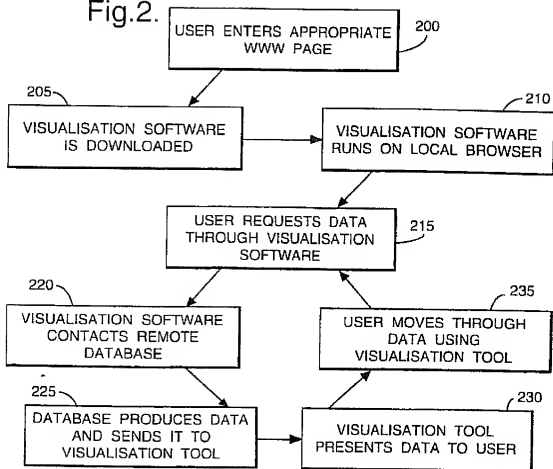 Fig.2.
USER ENTERS APPROPRIATE
WWW PAGE
200
205
VISUALISATION SOFTWARE
IS DOWNLOADED
210
VISUALISATION SOFTWARE
RUNS ON LOCAL BROWSER
USER REQUESTS DATA
THROUGH VISUALISATION
SOFTWARE
215
220
VISUALISATION SOFTWARE
CONTACTS REMOTE
DATABASE
235
USER MOVES THROUGH
DATA USING
VISUALISATION TOOL
225
DATABASE PRODUCES DATA
AND SENDS IT TO
VISUALISATION TOOL
230
VISUALISATION TOOL
PRESENTS DATA TO USER